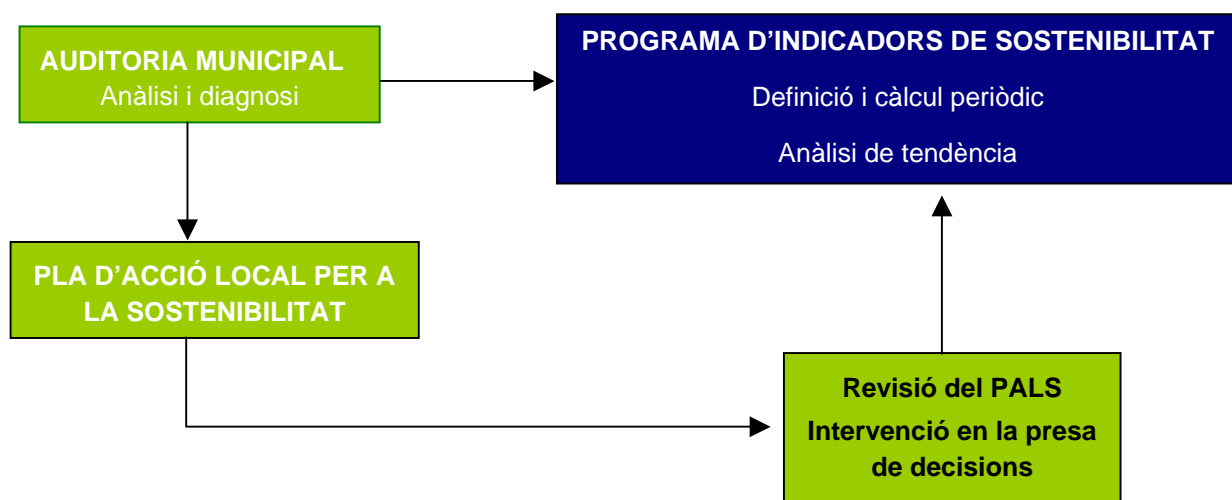 AUDITORIA MUNICIPAL
Anàlisi i diagnosi
PROGRAMA D’INDICADORS DE SOSTENIBILITAT
Definició i càlcul periòdic
Anàlisi de tendència
PLA D’ACCIÓ LOCAL PER A
LA SOSTENIBILITAT
Revisió del PALS
Intervenció en la presa
de decisions